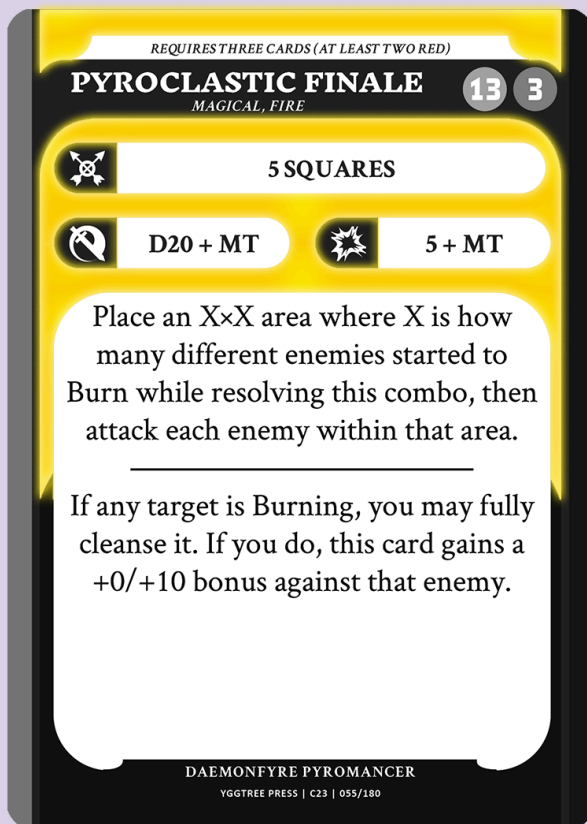 REQUIRES THREE CARDS (AT LEAST TWO RED)
PYROCLASTIC FINALE
13 3
MAGICAL, FIRE
5 SQUARES
D20 + MT
5 + MT
Place an X×X area where X is how
many different enemies started to
Burn while resolving this combo, then
attack each enemy within that area.
If any target is Burning, you may fully
cleanse it. If you do, this card gains a
+0/+10 bonus against that enemy.
DAEMONFYRE PYROMANCER
YGGTREE PRESS | C23 | 055/180